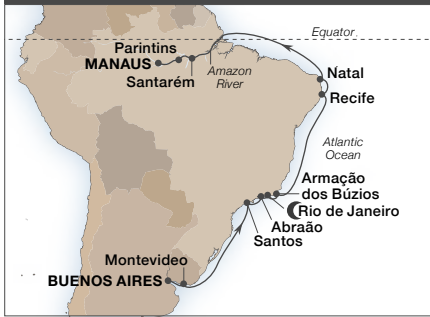 Equator
Parintins
MANAUS
Santarém
Amazon
River
Natal
Recife
Atlantic
Ocean
Armação
dos Búzios
Rio de Janeiro
Abraão
Santos
Montevideo
BUENOS AIRES